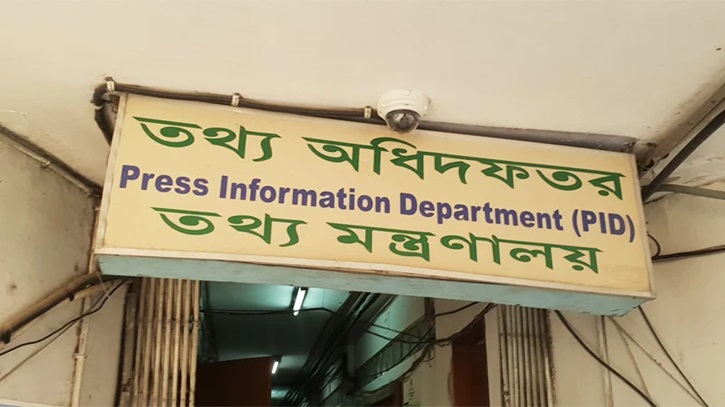 তথ্য অধিদফতর
Press Information Department (PID)
তথ্য মন্ত্রণালয়